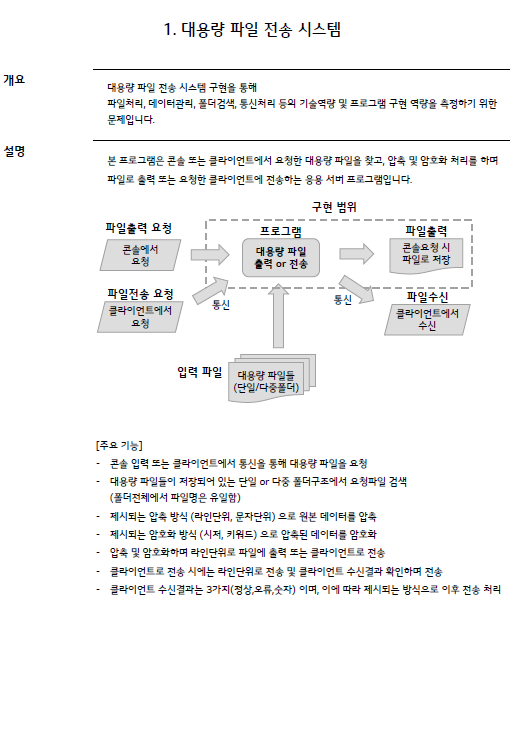 1. 대용량 파일 전송 시스템
개요
대용량 파일 전송 시스템 구현을 통해
파일처리, 데이터관리, 폴더검색, 통신처리 등의 기술역량 및 프로그램 구현 역량을 측정하기 위한
문제입니다.
설명
본 프로그램은 콘솔 또는 클라이언트에서 요청한 대용량 파일을 찾고, 압축 및 암호화 처리를 하며
파일로 출력 또는 요청한 클라이언트에 전송하는 응용 서버 프로그램입니다.
구현 범위
파일출력 요청
프로그램
파일출력
콘솔에서
요청
대용량 파일
출력 or 전송
콘솔요청 시
파일로 저장
파일전송 요청
통신
통신
파일수신
클라이언트에서
요청
클라이언트에서
수신
입력 파일
대용량 파일들
(단일/다중폴더)
[주요 기능]
- 콘솔 입력 또는 클라이언트에서 통신을 통해 대용량 파일을 요청
- 대용량 파일들이 저장되어 있는 단일 or 다중 폴더구조에서 요청파일 검색
(폴더전체에서 파일명은 유일함)
- 제시되는 압축 방식 (라인단위, 문자단위) 으로 원본 데이터를 압축
- 제시되는 암호화 방식 (시저, 키워드) 으로 압축된 데이터를 암호화
- 압축 및 암호화하며 라인단위로 파일에 출력 또는 클라이언트로 전송
- 클라이언트로 전송 시에는 라인단위로 전송 및 클라이언트 수신결과 확인하며 전송
- 클라이언트 수신결과는 3가지(정상,오류,숫자) 이며, 이에 따라 제시되는 방식으로 이후 전송 처리